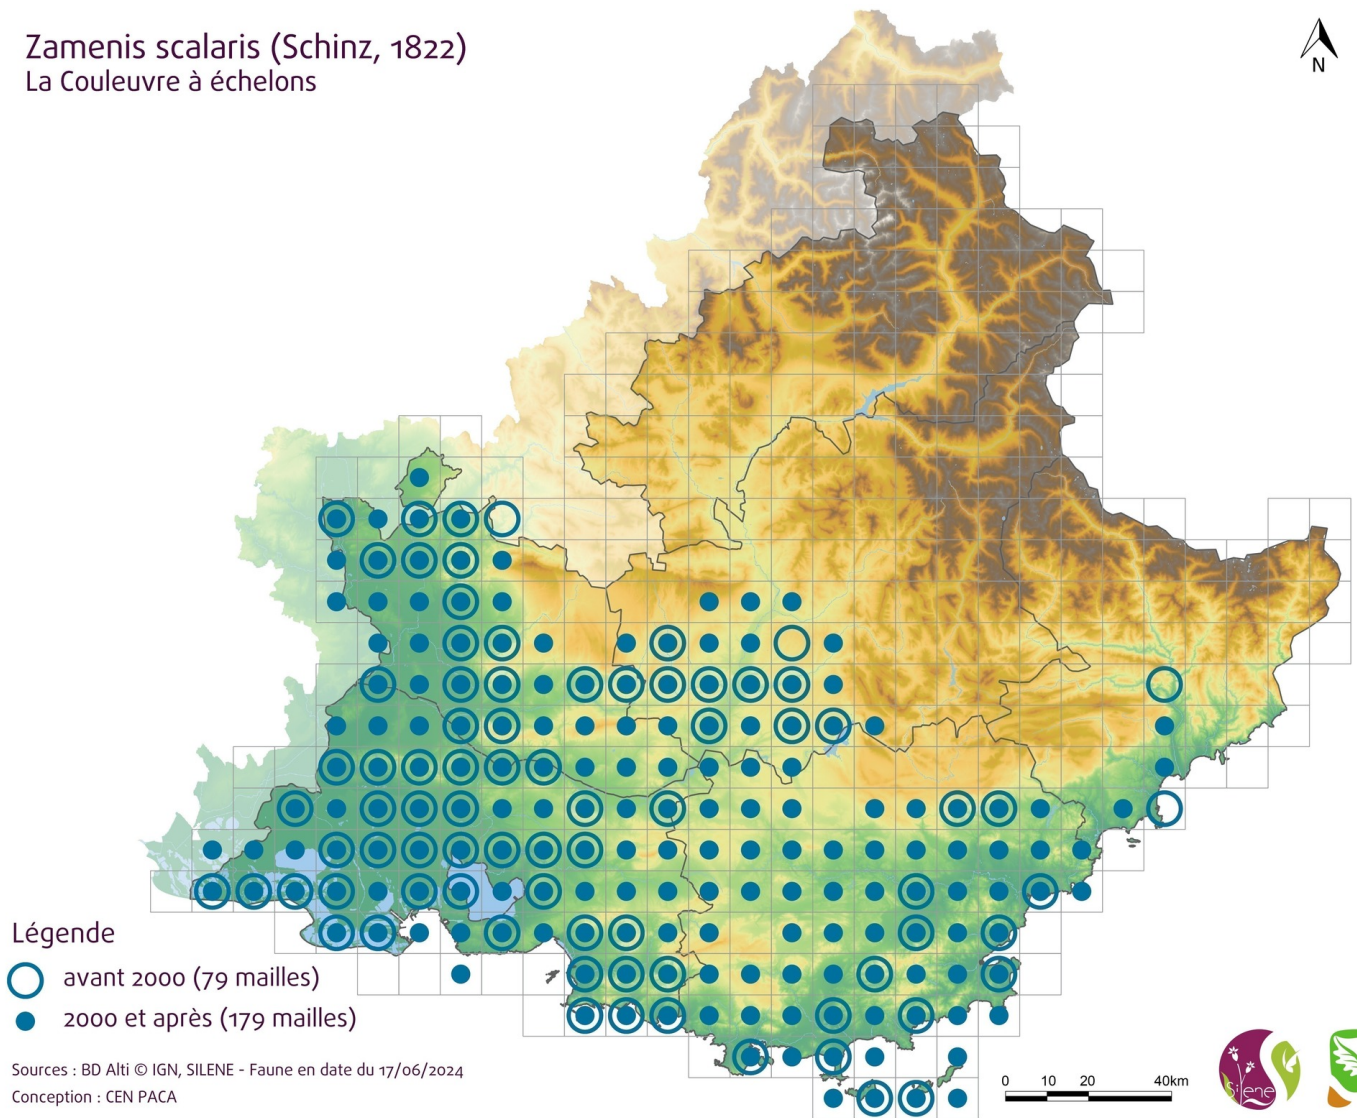 Zamenis scalaris (Schinz, 1822)
La Couleuvre à échelons
N
Légende
avant 2000 (79 mailles)
2000 et après (179 mailles)
Sources : BD Alti © IGN, SILENE - Faune en date du 17/06/2024
Conception : CEN PACA
0 10 20 40km
Silene